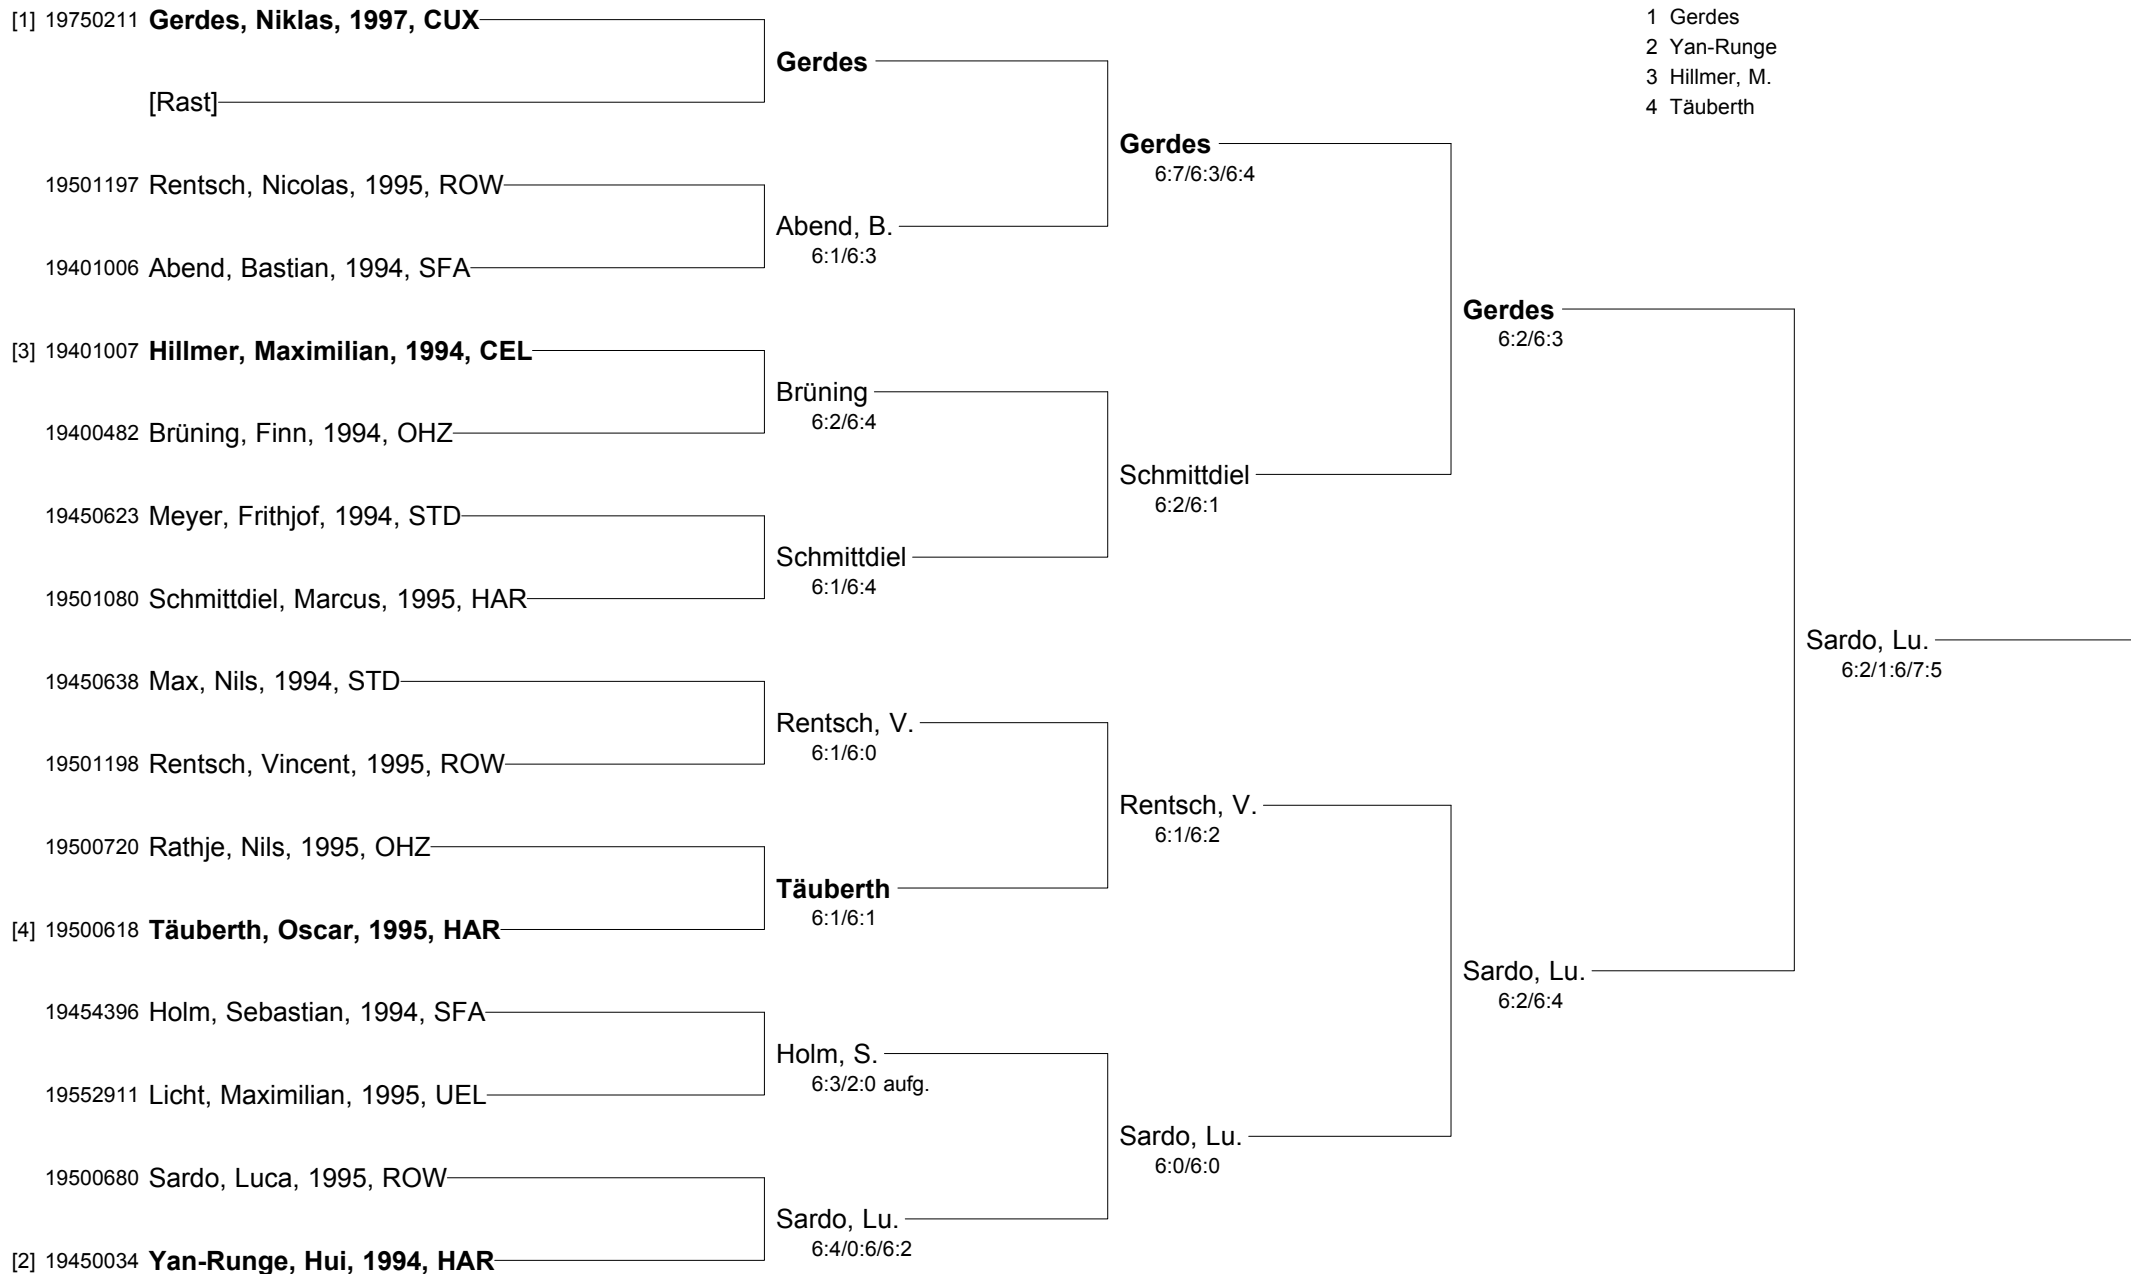 [1] 19750211 Gerdes, Niklas, 1997, CUX
[Rast]
19501197 Rentsch, Nicolas, 1995, ROW
19401006 Abend, Bastian, 1994, SFA
[3] 19401007 Hillmer, Maximilian, 1994, CEL
19400482 Brüning, Finn, 1994, OHZ
19450623 Meyer, Frithjof, 1994, STD
19501080 Schmittdiel, Marcus, 1995, HAR
19450638 Max, Nils, 1994, STD
19501198 Rentsch, Vincent, 1995, ROW
19500720 Rathje, Nils, 1995, OHZ
[4] 19500618 Täuberth, Oscar, 1995, HAR
19454396 Holm, Sebastian, 1994, SFA
19552911 Licht, Maximilian, 1995, UEL
19500680 Sardo, Luca, 1995, ROW
[2] 19450034 Yan-Runge, Hui, 1994, HAR
Gerdes
Abend, B.
6:1/6:3
Brüning
6:2/6:4
Schmittdiel
6:1/6:4
Rentsch, V.
6:1/6:0
Täuberth
6:1/6:1
Holm, S.
6:3/2:0 aufg.
Sardo, Lu.
6:4/0:6/6:2
Gerdes
6:7/6:3/6:4
Schmittdiel
6:2/6:1
Rentsch, V.
6:1/6:2
Sardo, Lu.
6:0/6:0
Gerdes
6:2/6:3
Sardo, Lu.
6:2/6:4
Sardo, Lu.
6:2/1:6/7:5
1 Gerdes
2 Yan-Runge
3 Hillmer, M.
4 Täuberth